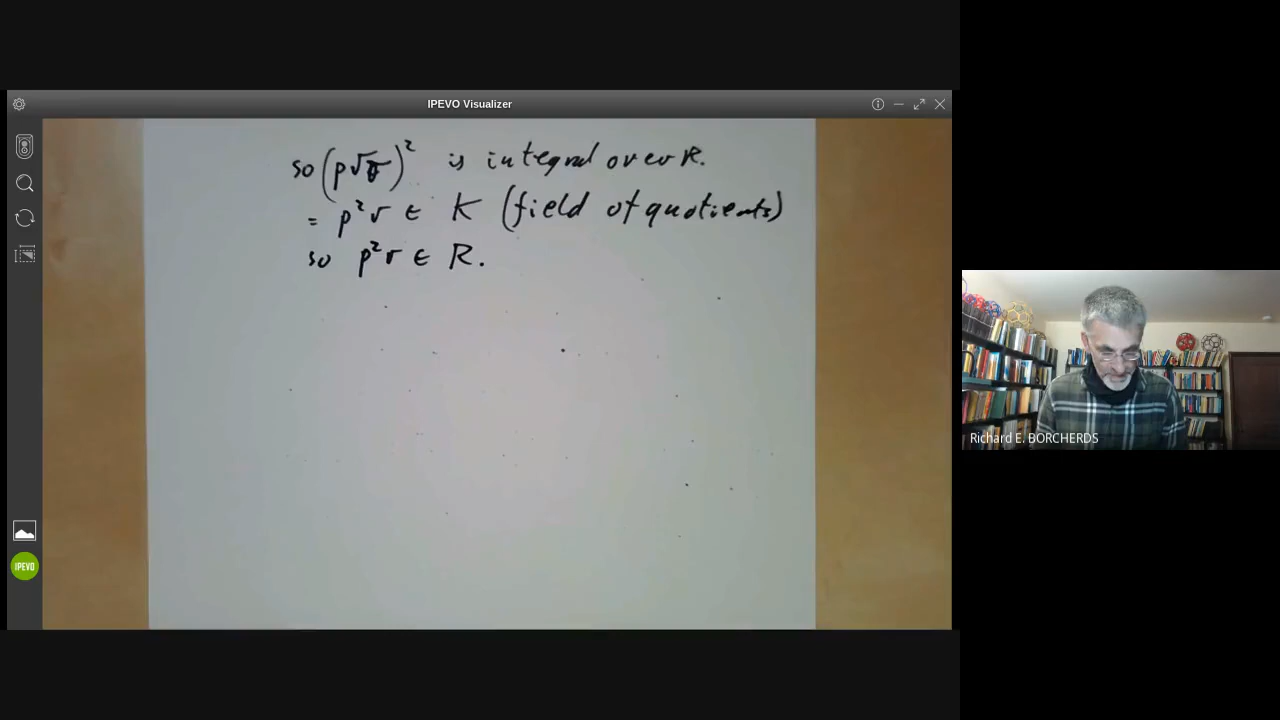 IPEVO Visualizer
so (p√r)² is integral over R.
= p²r ∈ K (field of quotients)
so p²r ∈ R.
IPEVO
Richard E. BORCHERDS